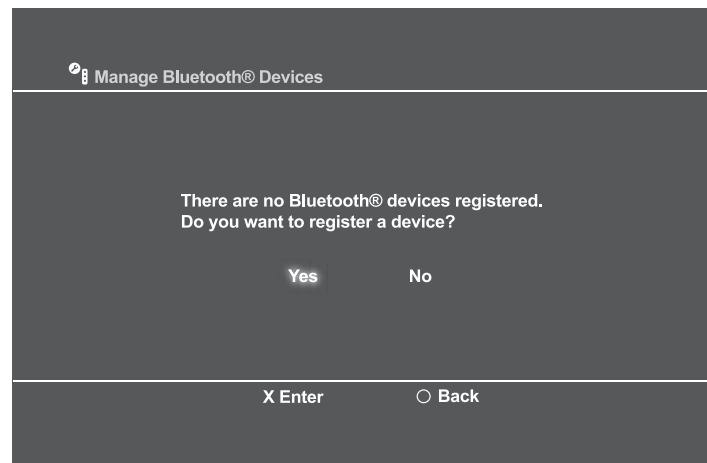 Manage Bluetooth® Devices
There are no Bluetooth® devices registered.
Do you want to register a device?
Yes No
X Enter ○ Back